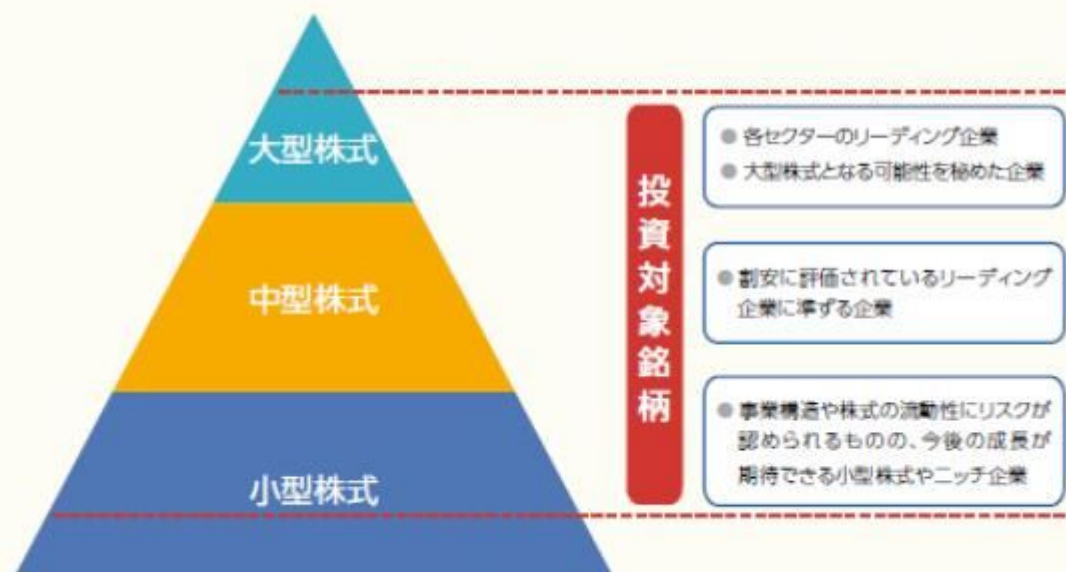 大型株式
中型株式
小型株式
投資対象銘柄
● 各セクターのリーディング企業
● 大型株式となる可能性を秘めた企業
● 割安に評価されているリーディング
企業に準ずる企業
● 事業構造や株式の流動性にリスクが
認められるものの、今後の成長が
期待できる小型株式やニッチ企業